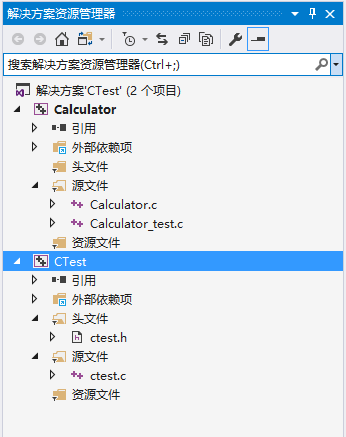 解决方案资源管理器
搜索解决方案资源管理器(Ctrl+;)
解决方案'CTest' (2 个项目)
Calculator
引用
外部依赖项
头文件
源文件
Calculator.c
Calculator_test.c
资源文件
CTest
引用
外部依赖项
头文件
ctest.h
源文件
ctest.c
资源文件